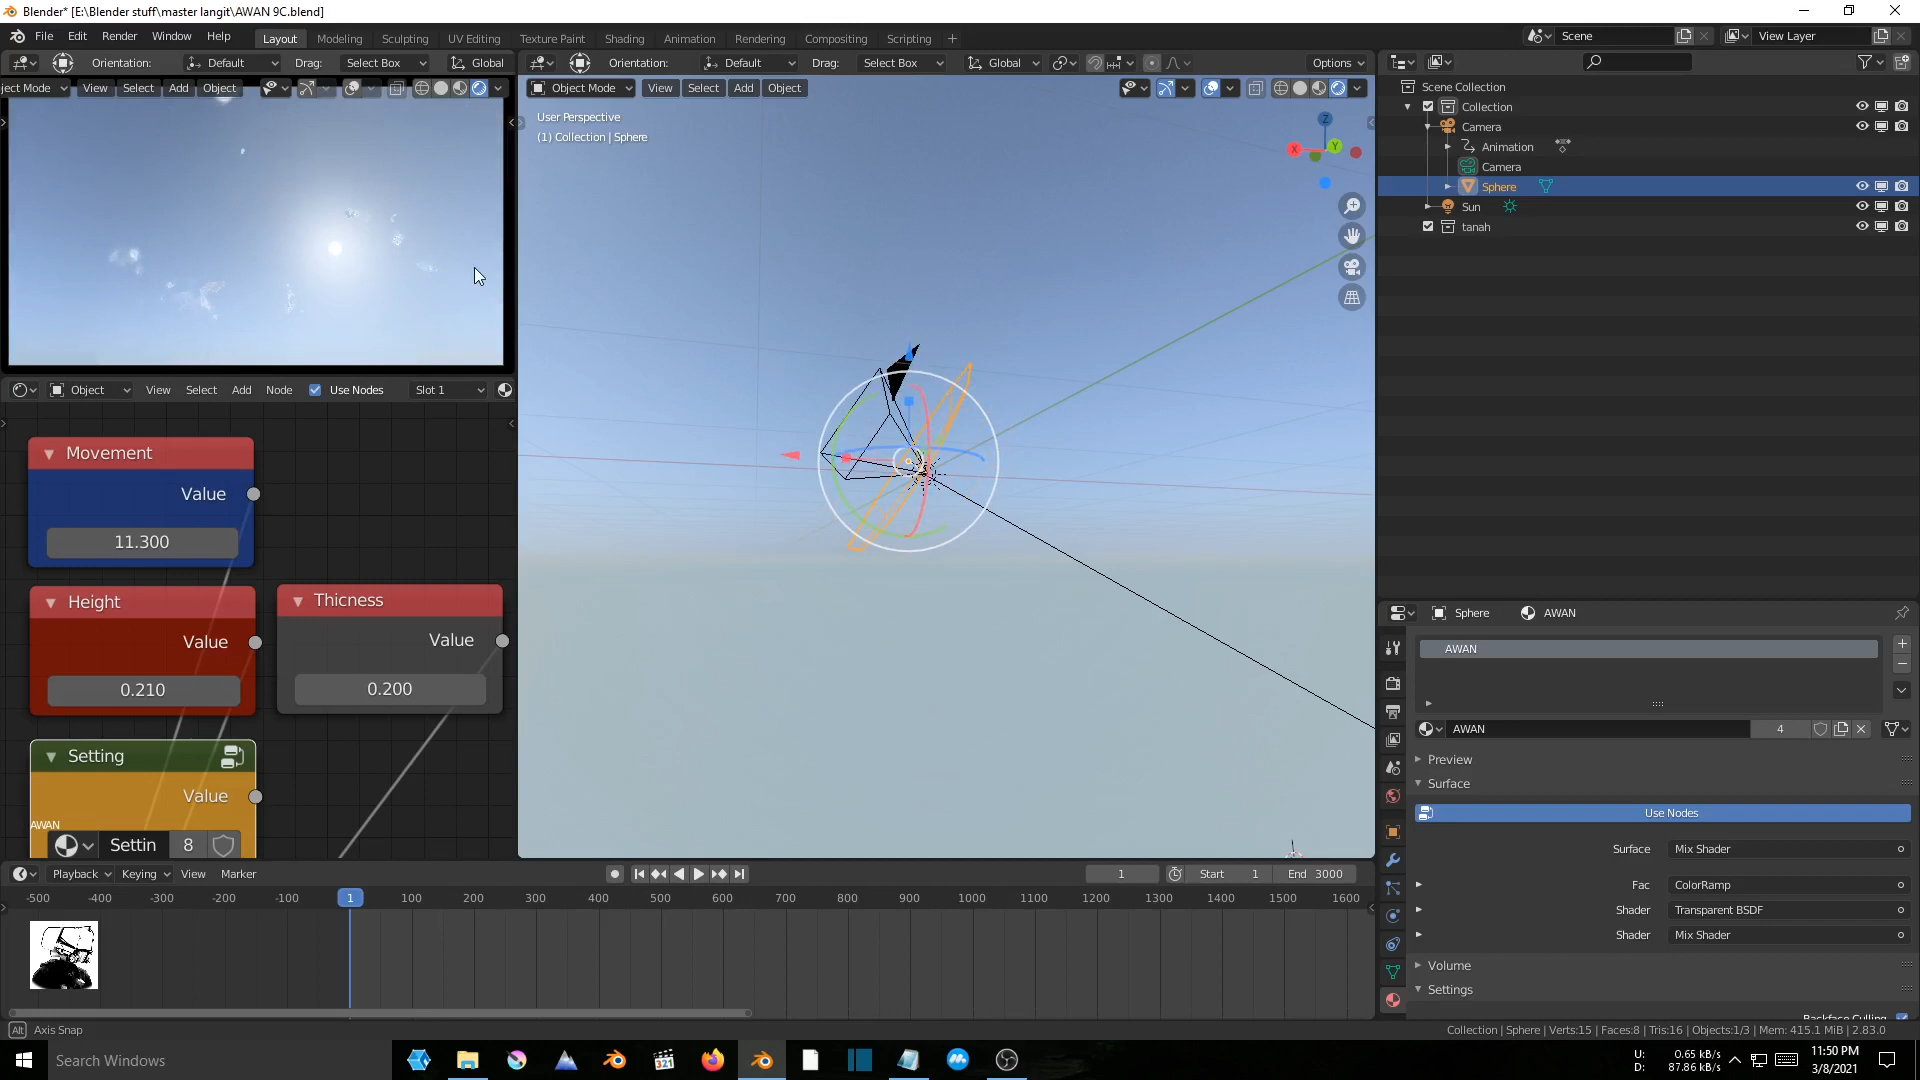 Blender* [E:\Blender stuff\master langit\AWAN 9C.blend]
File Edit Render Window Help
Layout Modeling Sculpting UV Editing Texture Paint Shading Animation Rendering Compositing Scripting +
Scene
View Layer
Orientation: Default Drag: Select Box Global
Orientation: Default Drag: Select Box Global Options
ject Mode View Select Add Object
Object Mode View Select Add Object
User Perspective
(1) Collection | Sphere
Z
X
Y
Scene Collection
Collection
Camera
Animation
Camera
Sphere
Sun
tanah
Object View Select Add Node Use Nodes Slot 1
Movement
Value
11.300
Height
Value
0.210
Thicness
Value
0.200
Setting
Value
AWAN
Settin 8
Sphere AWAN
AWAN
AWAN 4
Preview
Surface
Use Nodes
Surface Mix Shader
Fac ColorRamp
Shader Transparent BSDF
Shader Mix Shader
Volume
Settings
Backface Culling
Playback Keying View Marker
1 Start 1 End 3000
-500 -400 -300 -200 -100 1 100 200 300 400 500 600 700 800 900 1000 1100 1200 1300 1400 1500 1600
Alt Axis Snap
Collection | Sphere | Verts:15 | Faces:8 | Tris:16 | Objects:1/3 | Mem: 415.1 MiB | 2.83.0
Search Windows
321
U: 0.65 kB/s
D: 87.86 kB/s
11:50 PM
3/8/2021